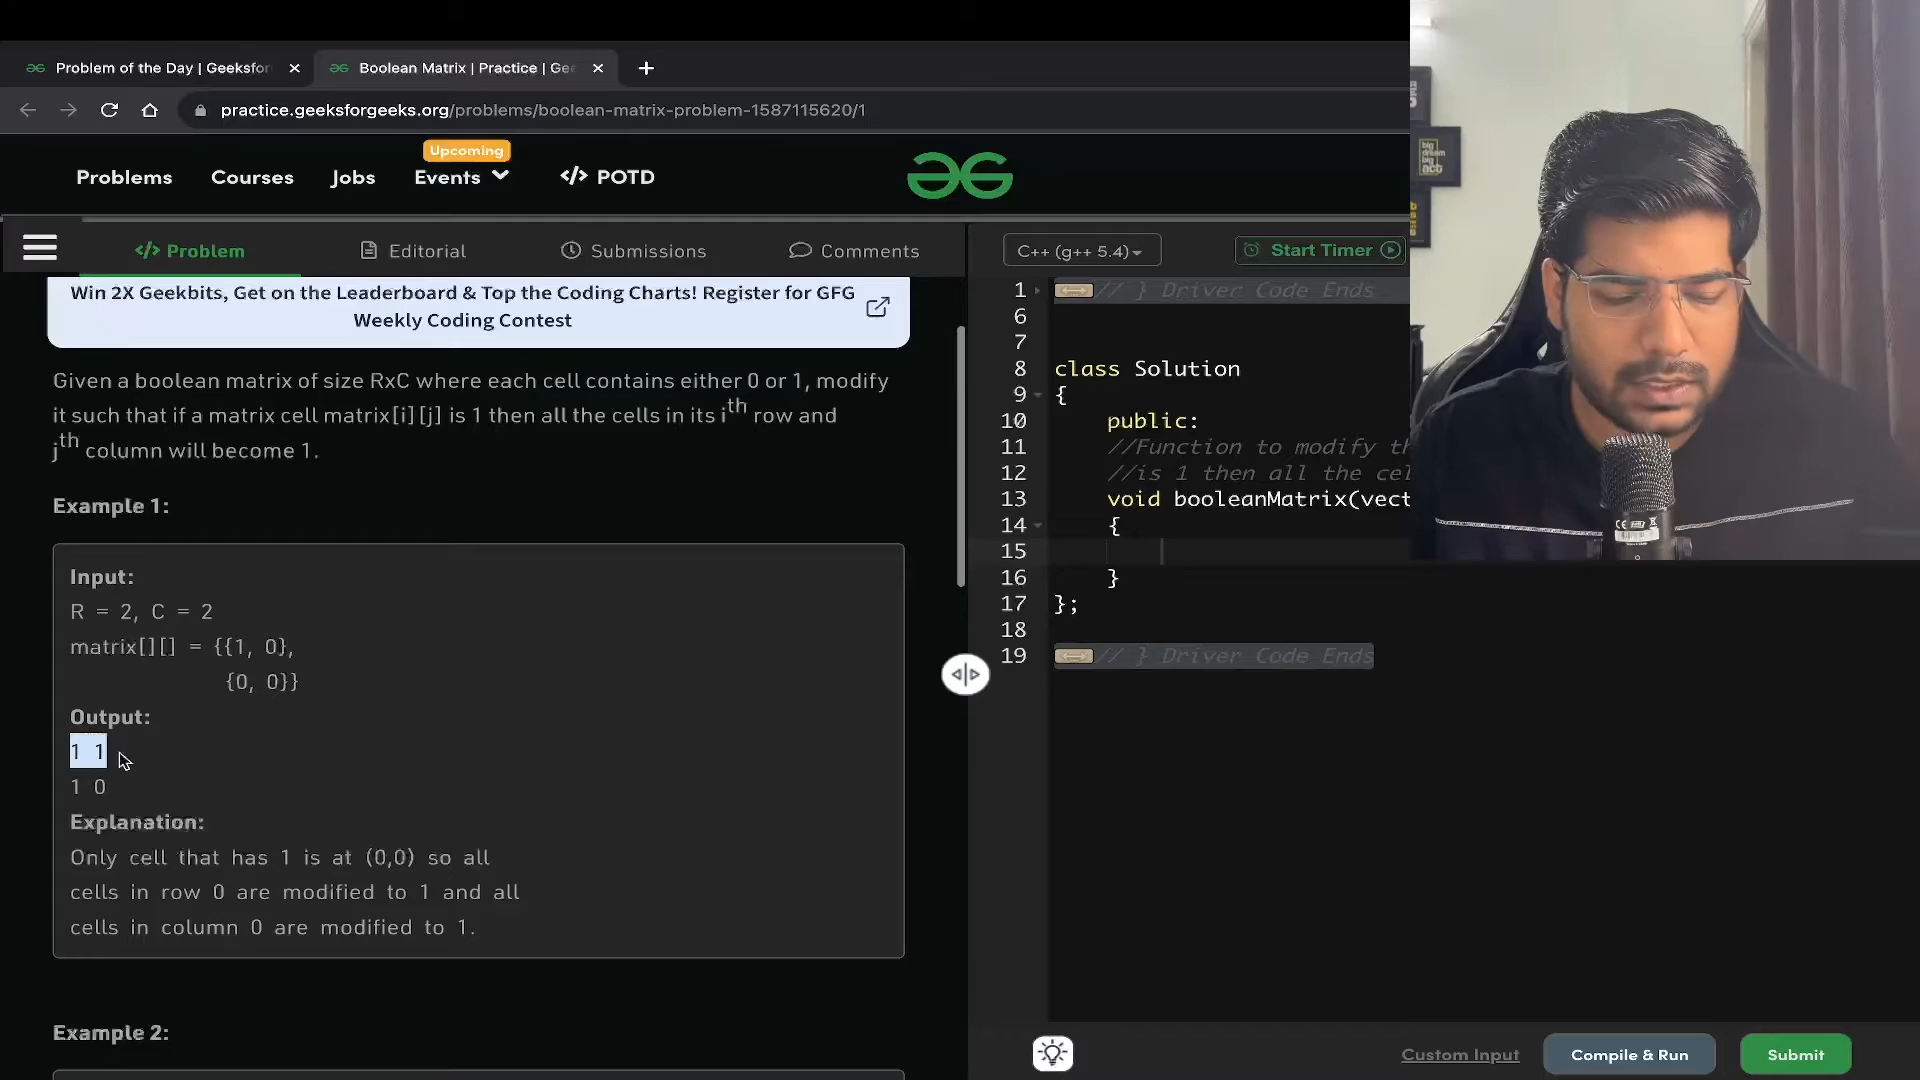 Problem of the Day | Geeksfor
Boolean Matrix | Practice | Gee
practice.geeksforgeeks.org/problems/boolean-matrix-problem-1587115620/1
Upcoming
Problems Courses Jobs Events </> POTD
</> Problem Editorial Submissions Comments
Win 2X Geekbits, Get on the Leaderboard & Top the Coding Charts! Register for GFG
Weekly Coding Contest
Given a boolean matrix of size RxC where each cell contains either 0 or 1, modify
it such that if a matrix cell matrix[i][j] is 1 then all the cells in its ith row and
jth column will become 1.
Example 1:
Input:
R = 2, C = 2
matrix[][] = {{1, 0},
{0, 0}}
Output:
1 1
1 0
Explanation:
Only cell that has 1 is at (0,0) so all
cells in row 0 are modified to 1 and all
cells in column 0 are modified to 1.
Example 2:
C++ (g++ 5.4)
Start Timer
1 // } Driver Code Ends
6
7
8 class Solution
9 {
10 public:
11 //Function to modify th
12 //is 1 then all the cel
13 void booleanMatrix(vect
14 {
15
16 }
17 };
18
19 // } Driver Code Ends
Custom Input Compile & Run Submit
big
dream
big
act